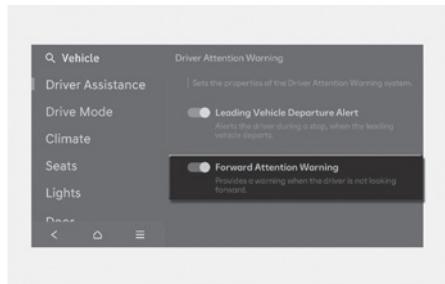 Vehicle
Driver Assistance
Drive Mode
Climate
Seats
Lights
Door
Driver Attention Warning
Sets the properties of the Driver Attention Warning system.
Leading Vehicle Departure Alert
Alerts the driver during a stop, when the leading
vehicle departs.
Forward Attention Warning
Provides a warning when the driver is not looking
forward.